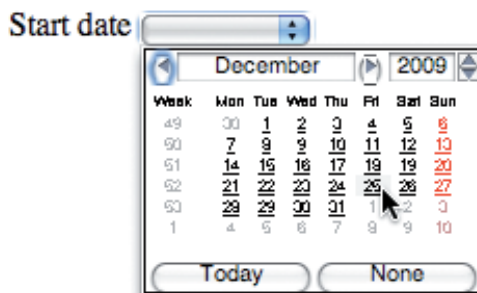 Start date
December 2009
Week Mon Tue Wed Thu Fri Sat Sun
49 30 1 2 3 4 5 6
50 7 8 9 10 11 12 13
51 14 15 16 17 18 19 20
52 21 22 23 24 25 26 27
53 28 29 30 31 1 2 3
1 4 5 6 7 8 9 10
Today None